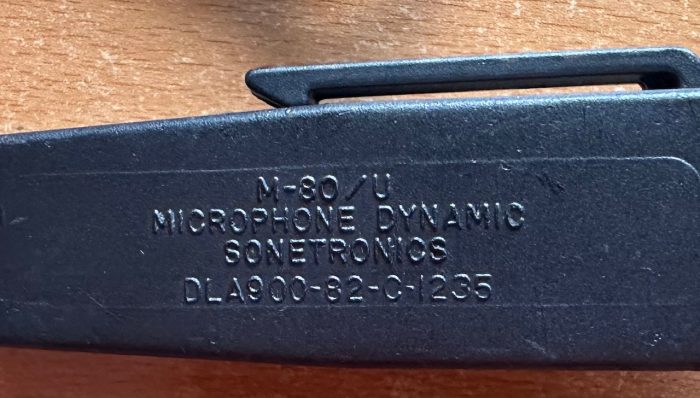 M-80/U
MICROPHONE DYNAMIC
SONETRONICS
DLA900-82-C-1235